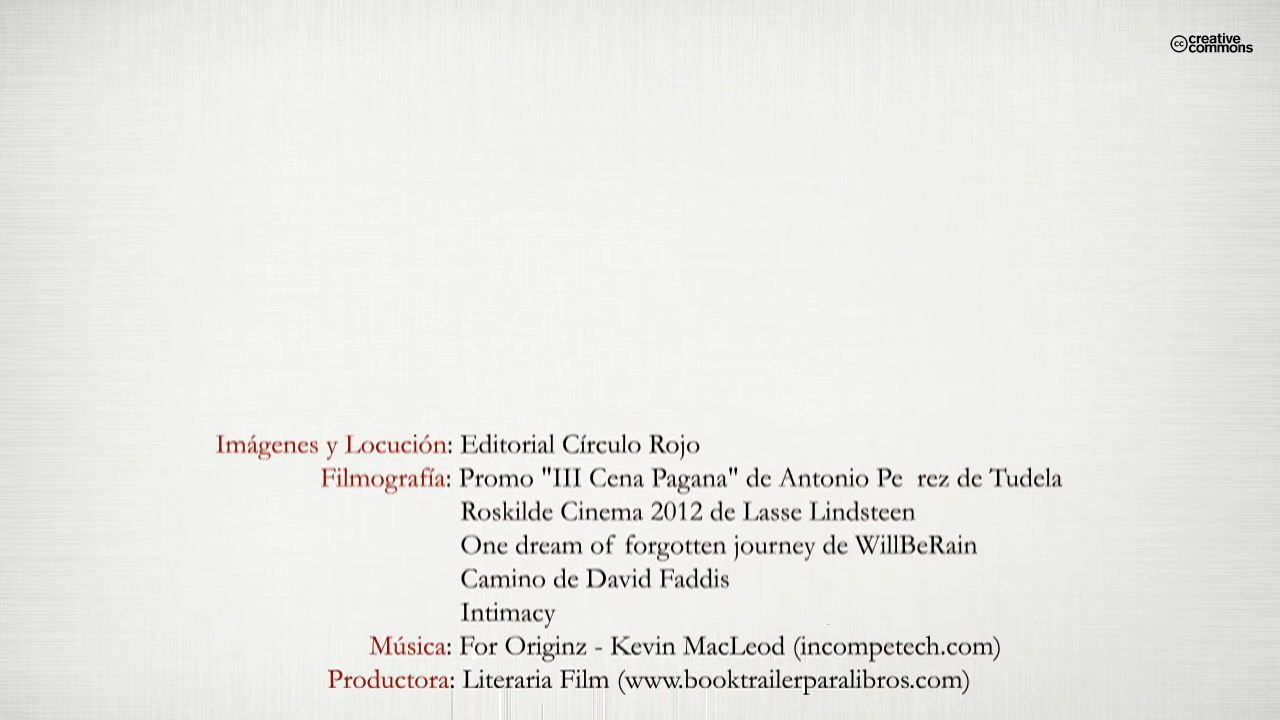 creative
commons
Imágenes y Locución: Editorial Círculo Rojo
Filmografía: Promo "III Cena Pagana" de Antonio Pe rez de Tudela
Roskilde Cinema 2012 de Lasse Lindsteen
One dream of forgotten journey de WillBeRain
Camino de David Faddis
Intimacy
Música: For Originz - Kevin MacLeod (incompetech.com)
Productora: Literaria Film (www.booktrailerparalibros.com)